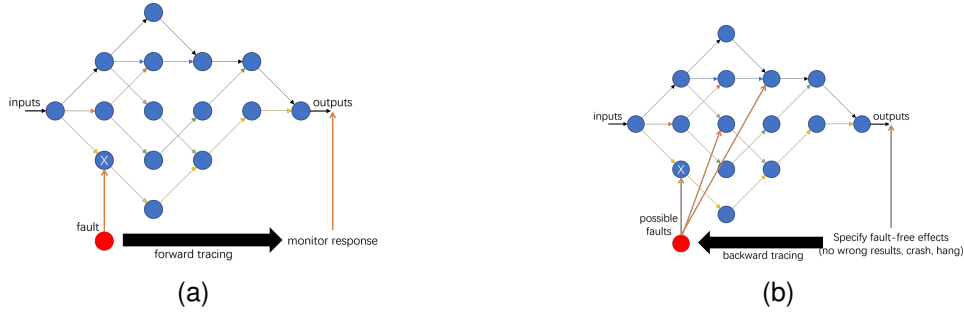 inputs
outputs
X
fault
monitor response
forward tracing
(a)
inputs
outputs
X
possible
faults
Specify fault-free effects
(no wrong results, crash, hang)
backward tracing
(b)